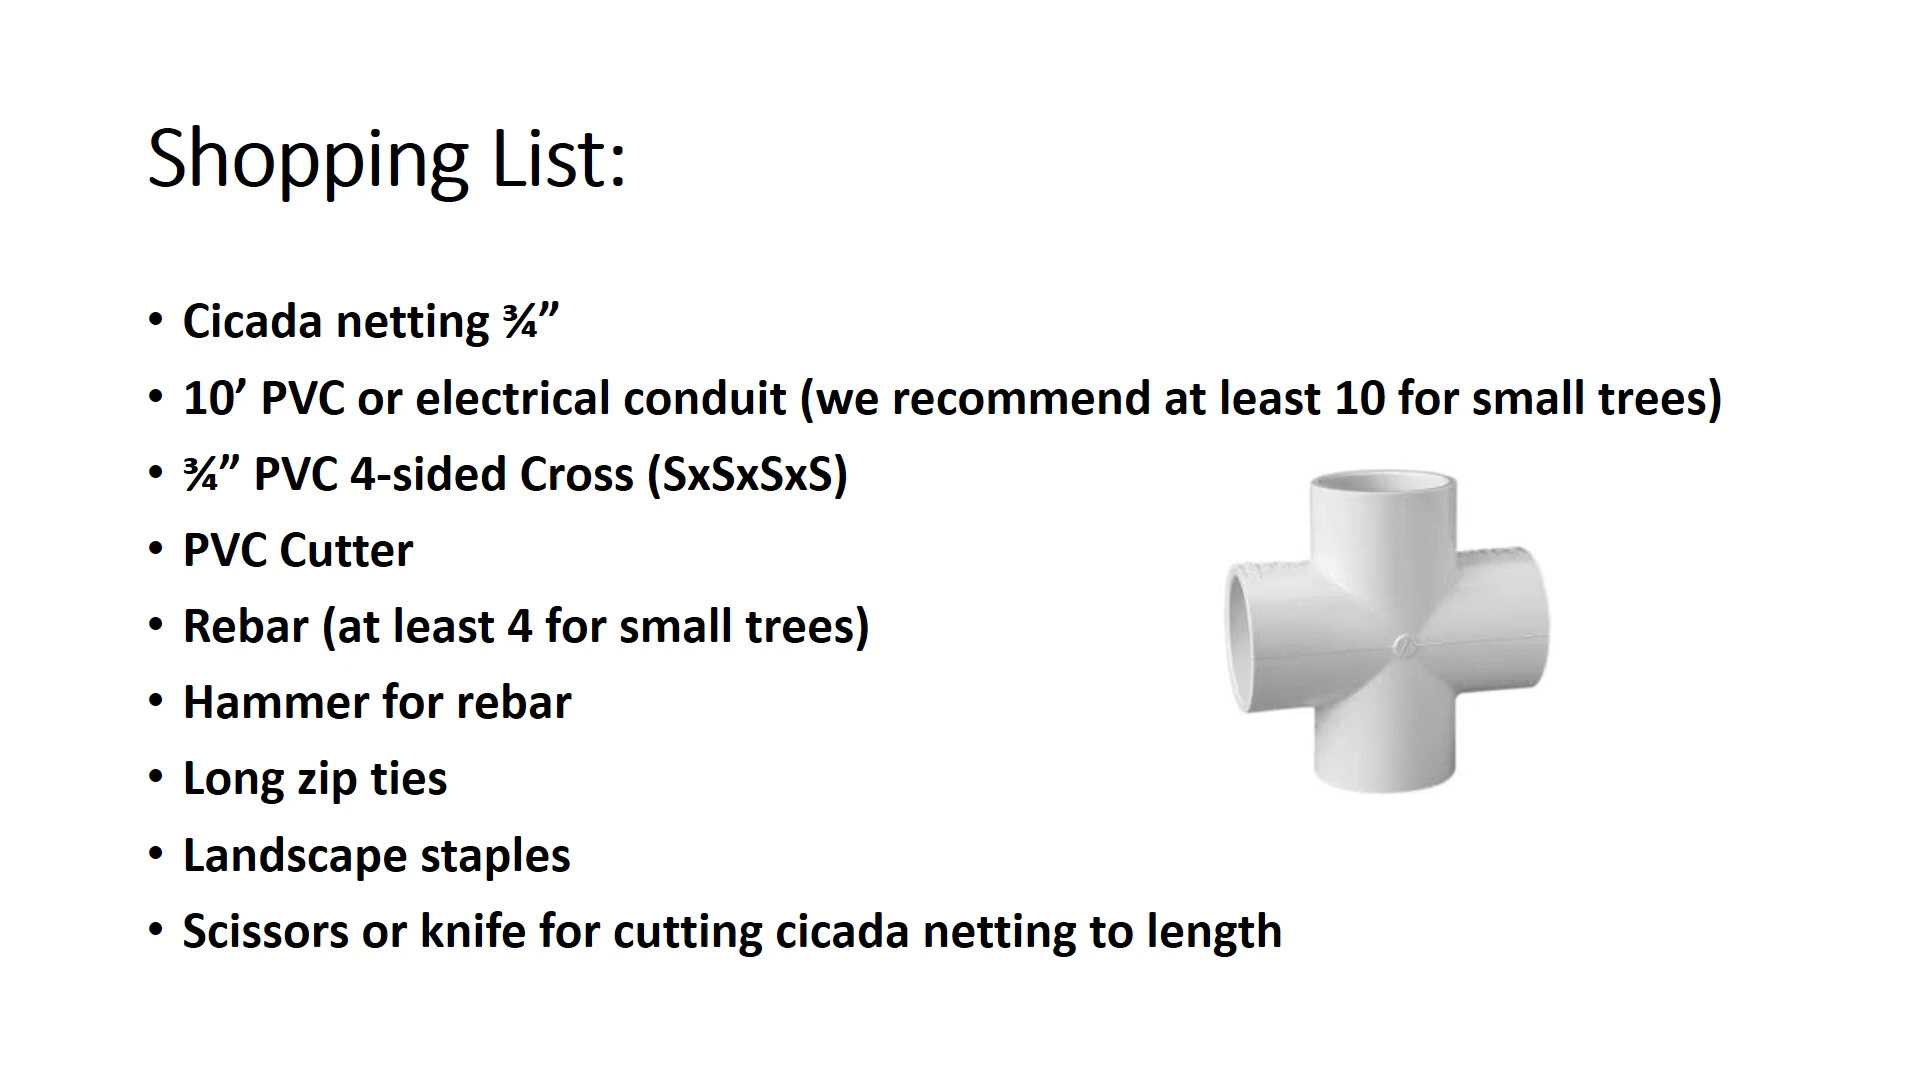 Shopping List:
• Cicada netting ¾”
• 10’ PVC or electrical conduit (we recommend at least 10 for small trees)
• ¾” PVC 4-sided Cross (SxSxSxS)
• PVC Cutter
• Rebar (at least 4 for small trees)
• Hammer for rebar
• Long zip ties
• Landscape staples
• Scissors or knife for cutting cicada netting to length